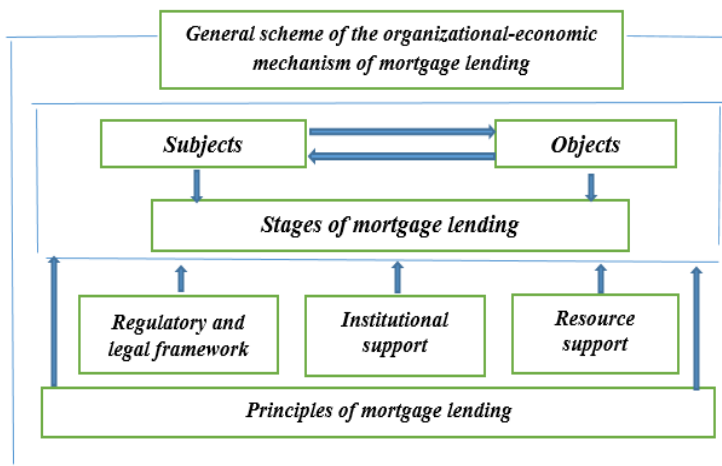 General scheme of the organizational-economic
mechanism of mortgage lending
Subjects
Objects
Stages of mortgage lending
Regulatory and
legal framework
Institutional
support
Resource
support
Principles of mortgage lending